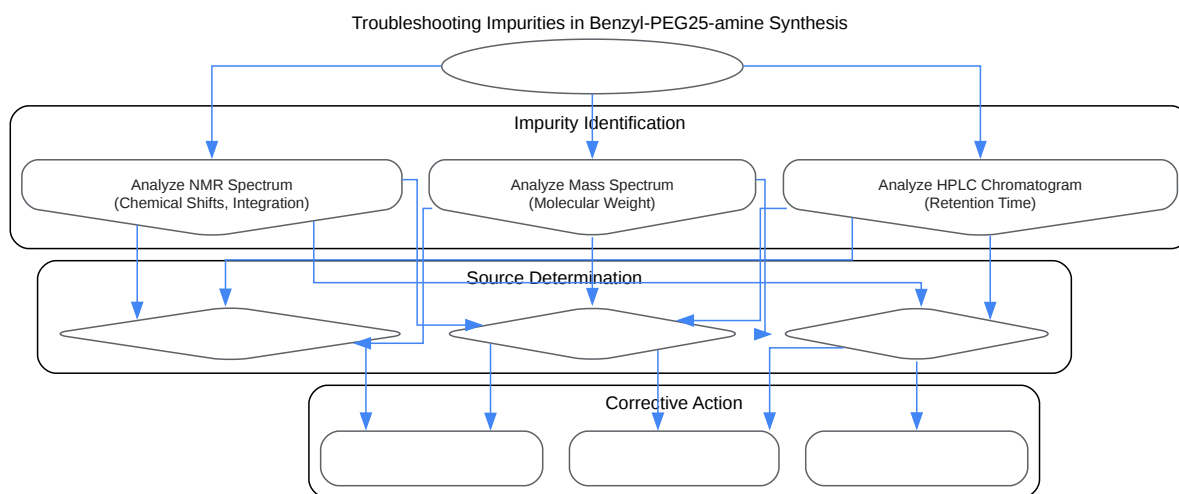 Troubleshooting Impurities in Benzyl-PEG25-amine Synthesis
Impurity Identification
Analyze NMR Spectrum
(Chemical Shifts, Integration)
Analyze Mass Spectrum
(Molecular Weight)
Analyze HPLC Chromatogram
(Retention Time)
Source Determination
Corrective Action